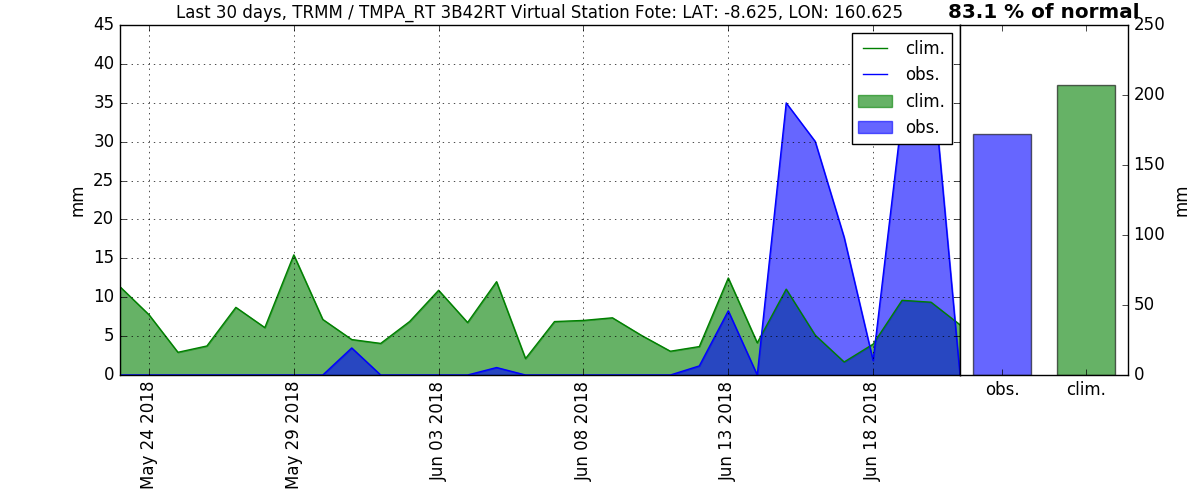 Last 30 days, TRMM / TMPA_RT 3B42RT Virtual Station Fote: LAT: -8.625, LON: 160.625
83.1 % of normal
45
40
35
30
25
20
15
10
5
0
mm
clim.
obs.
clim.
obs.
May 24 2018
May 29 2018
Jun 03 2018
Jun 08 2018
Jun 13 2018
Jun 18 2018
250
200
150
100
50
0
mm
obs.
clim.